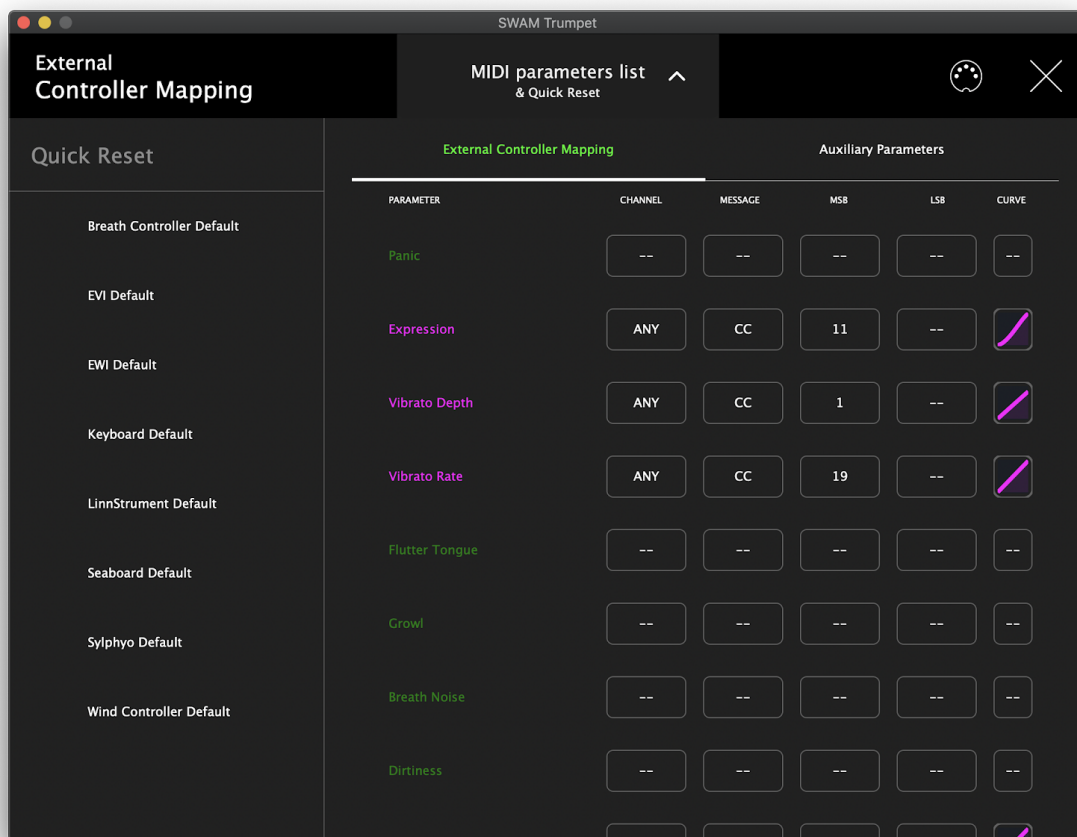 SWAM Trumpet
External
Controller Mapping
MIDI parameters list
& Quick Reset
Quick Reset
Breath Controller Default
EVI Default
EWI Default
Keyboard Default
LinnStrument Default
Seaboard Default
Sylphyo Default
Wind Controller Default
External Controller Mapping Auxiliary Parameters
PARAMETER CHANNEL MESSAGE MSB LSB CURVE
Panic -- -- -- -- --
Expression ANY CC 11 --
Vibrato Depth ANY CC 1 --
Vibrato Rate ANY CC 19 --
Flutter Tongue -- -- -- -- --
Growl -- -- -- -- --
Breath Noise -- -- -- -- --
Dirtiness -- -- -- -- --